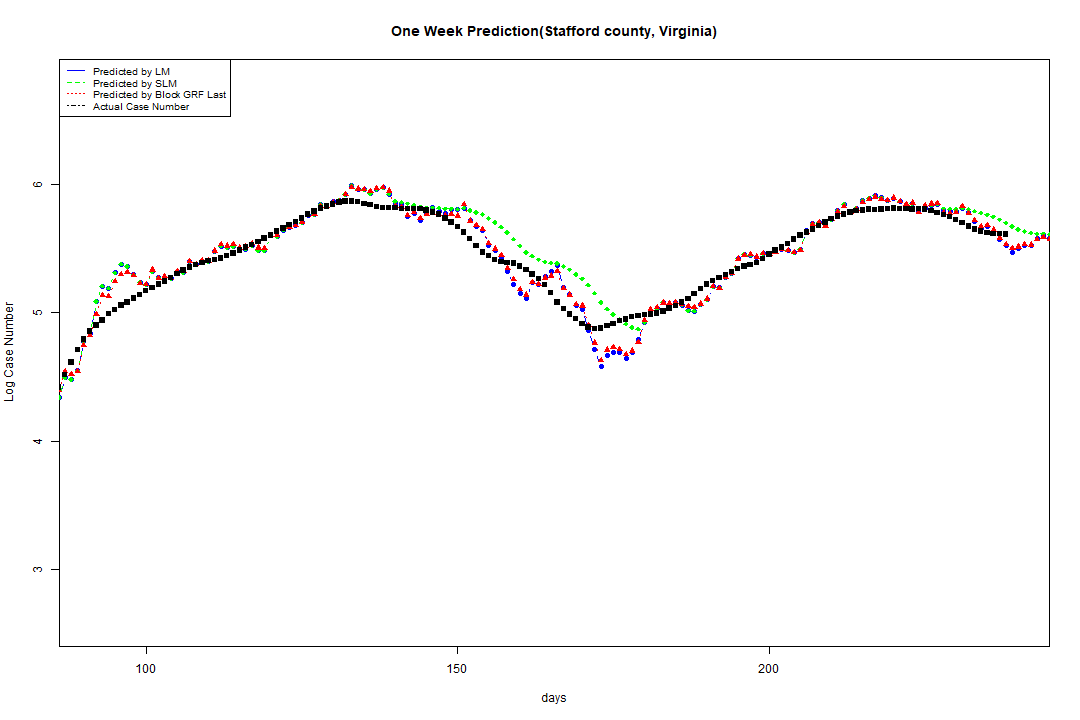 One Week Prediction(Stafford county, Virginia)
Predicted by LM
Predicted by SLM
Predicted by Block GRF Last
Actual Case Number
6
5
4
3
Log Case Number
100 150 200
days